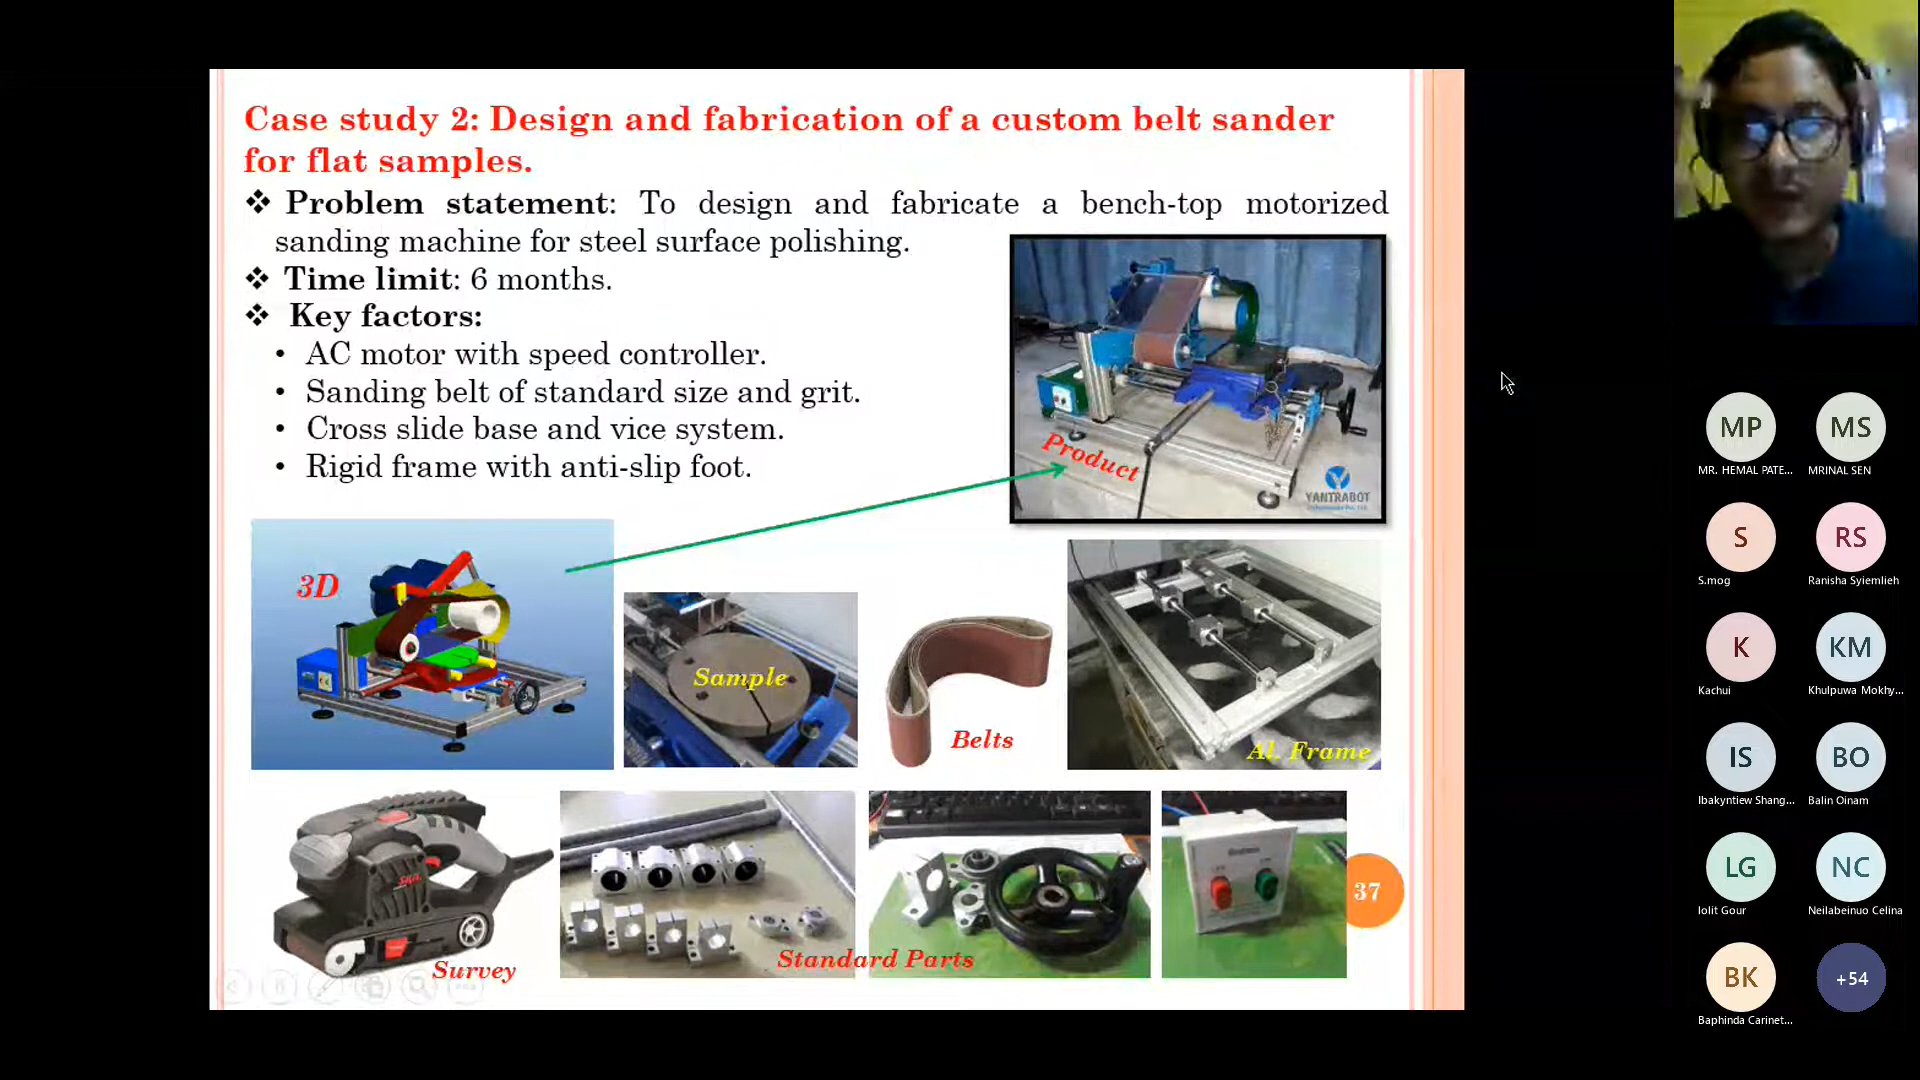 Case study 2: Design and fabrication of a custom belt sander
for flat samples.
❖ Problem statement: To design and fabricate a bench-top motorized
sanding machine for steel surface polishing.
❖ Time limit: 6 months.
❖ Key factors:
• AC motor with speed controller.
• Sanding belt of standard size and grit.
• Cross slide base and vice system.
• Rigid frame with anti-slip foot.
Product
YANTRABOT
3D
Sample
Belts
Al. Frame
SKIL
Survey
Standard Parts
37
MP
MR. HEMAL PATE...
MS
MRINAL SEN
S
S.mog
RS
Ranisha Syiemlieh
K
Kachui
KM
Khulpuwa Mokhy...
IS
Ibakyntiew Shang...
BO
Balin Oinam
LG
lolit Gour
NC
Neilabeinuo Celina
BK
Baphinda Carinet...
+54